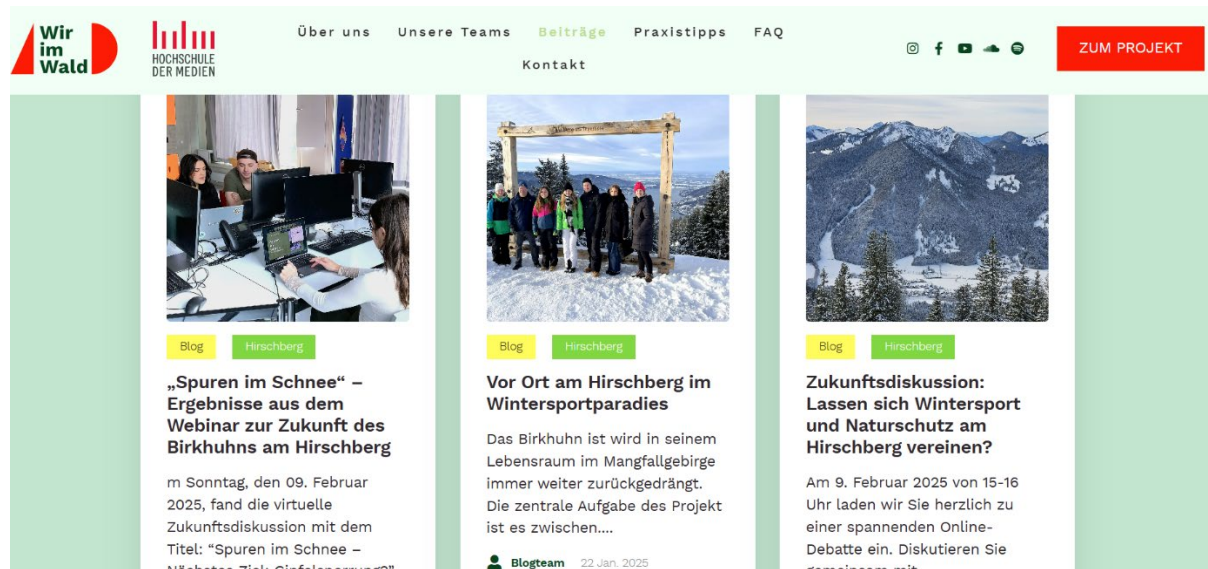 Wir
im
Wald
HOCHSCHULE
DER MEDIEN
Über uns Unsere Teams Beiträge Praxistipps FAQ
Kontakt
ZUM PROJEKT
Blog Hirschberg
„Spuren im Schnee“ –
Ergebnisse aus dem
Webinar zur Zukunft des
Birkhuhns am Hirschberg
m Sonntag, den 09. Februar
2025, fand die virtuelle
Zukunftsdiskussion mit dem
Titel: “Spuren im Schnee –
Nächstes Ziel: Gipfelsperrung?”
Blog Hirschberg
Vor Ort am Hirschberg im
Wintersportparadies
Das Birkhuhn ist wird in seinem
Lebensraum im Mangfallgebirge
immer weiter zurückgedrängt.
Die zentrale Aufgabe des Projekt
ist es zwischen....
Blogteam 22 Jan. 2025
Blog Hirschberg
Zukunftsdiskussion:
Lassen sich Wintersport
und Naturschutz am
Hirschberg vereinen?
Am 9. Februar 2025 von 15-16
Uhr laden wir Sie herzlich zu
einer spannenden Online-
Debatte ein. Diskutieren Sie
gemeinsam mit